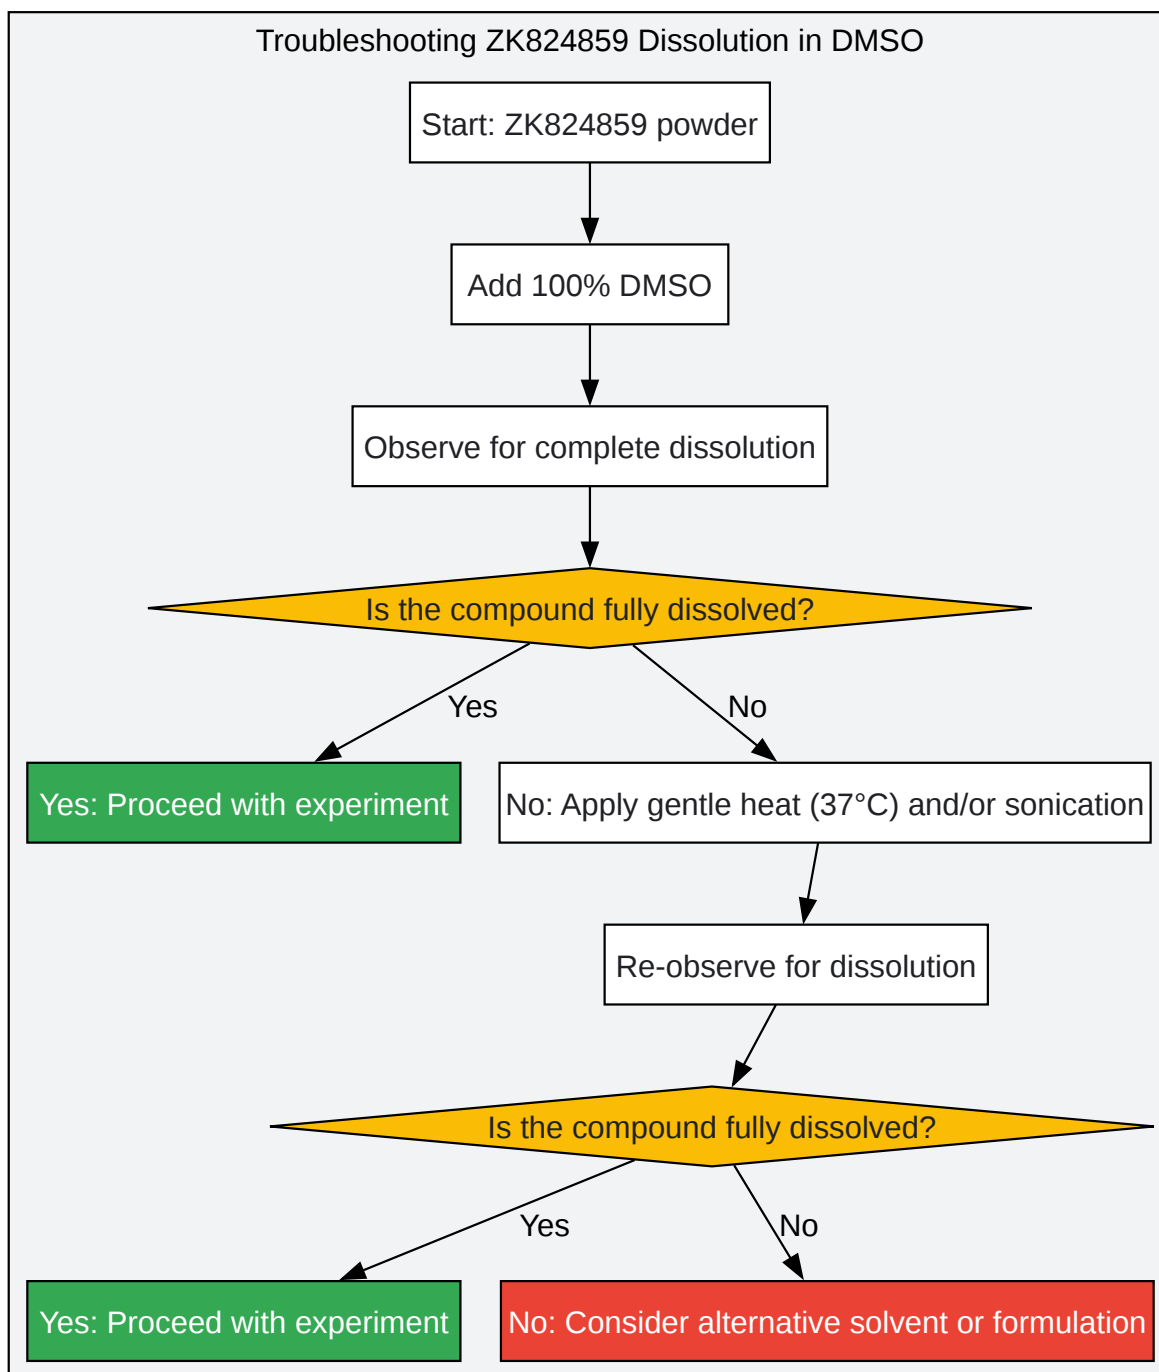 Troubleshooting ZK824859 Dissolution in DMSO
Start: ZK824859 powder
Add 100% DMSO
Observe for complete dissolution
Is the compound fully dissolved?
Yes
No
Yes: Proceed with experiment
No: Apply gentle heat (37°C) and/or sonication
Re-observe for dissolution
Is the compound fully dissolved?
Yes
No
Yes: Proceed with experiment
No: Consider alternative solvent or formulation